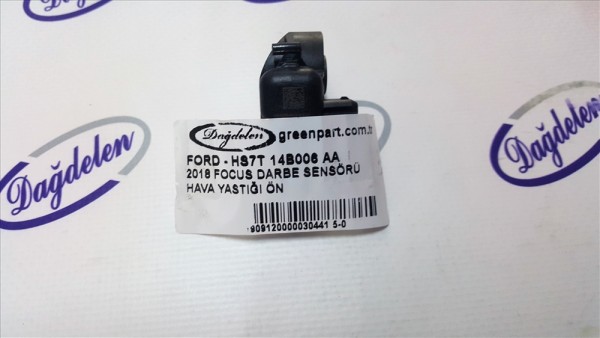 Dağdelen
Dağdelen greenpart.com.tr
FORD - HS7T 14B006 AA
2018 FOCUS DARBE SENSÖRÜ
HAVA YASTIĞI ÖN
909120000030441 5-0
Dağdelen
Dağdelen